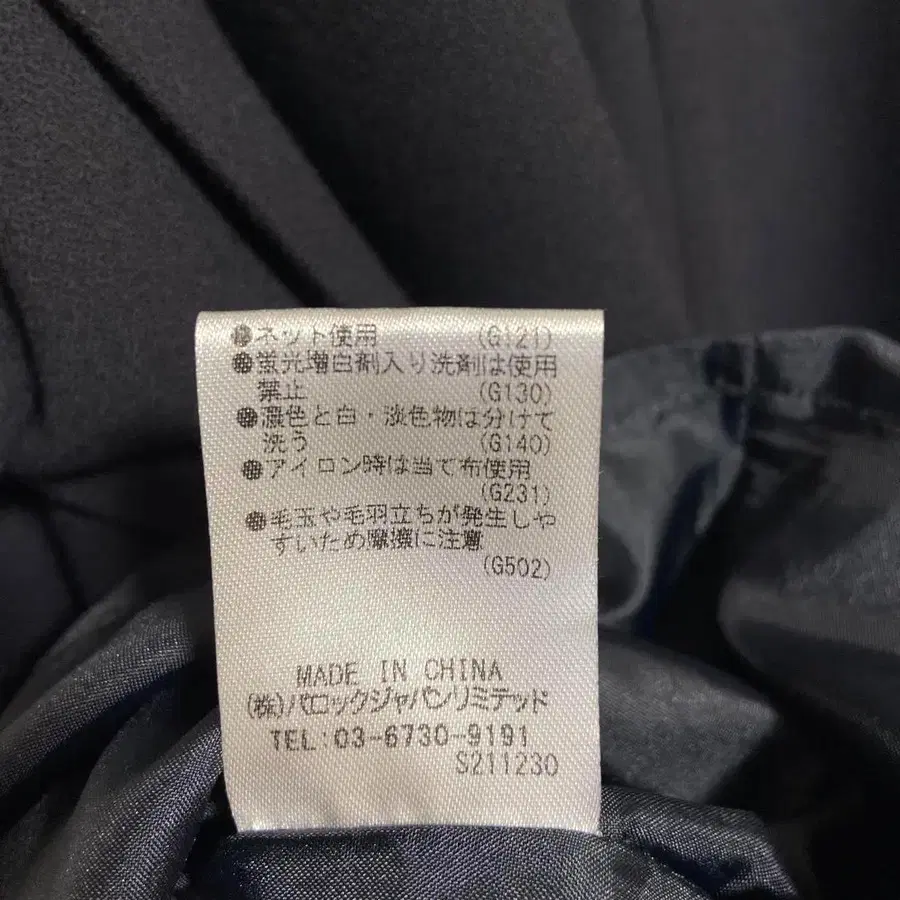 ●ネット使用 (G121)
●蛍光増白剤入り洗剤は使用
禁止 (G130)
●濃色と白・淡色物は分けて
洗う (G140)
●アイロン時は当て布使用
(G231)
●毛玉や毛羽立ちが発生しや
すいため摩擦に注意
(G502)
MADE IN CHINA
(株)バロックジャパンリミテッド
TEL:03-6730-9191
S211230